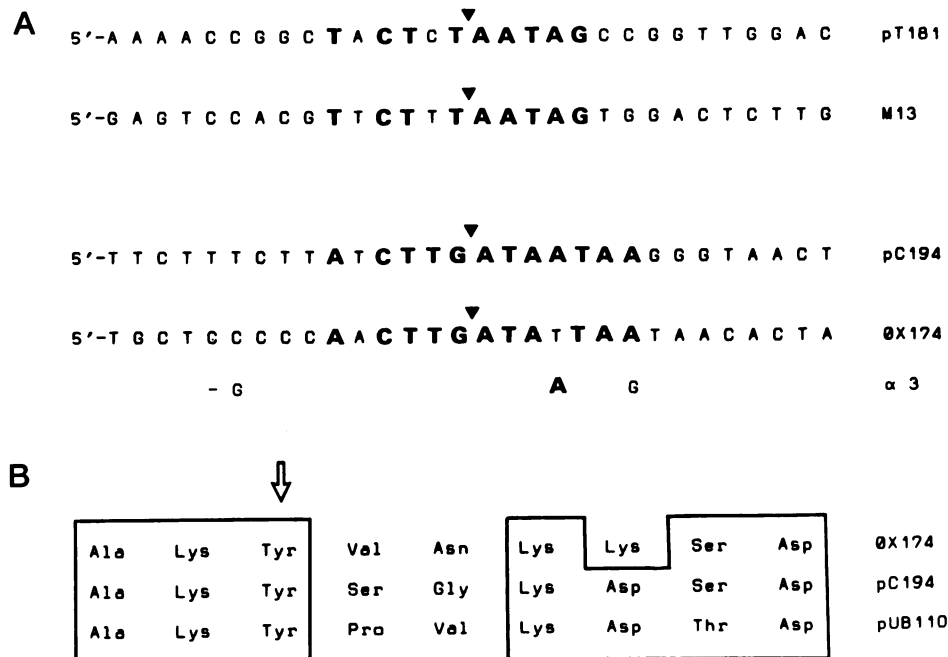 A
5'-A A A A C C G G C T A C T C T A A T A G C C G G T T G G A C pT181
5'-G A G T C C A C G T T C T T T A A T A G T G G A C T C T T G M13
5'-T T C T T T C T T A T C T T G A T A A T A A G G G T A A C T pC194
5'-T G C T C C C C C A A C T T G A T A T T A A T A A C A C T A ØX174
- G A G α 3
B
Ala Lys Tyr Val Asn Lys Lys Ser Asp ØX174
Ala Lys Tyr Ser Gly Lys Asp Ser Asp pC194
Ala Lys Tyr Pro Val Lys Asp Thr Asp pUB110